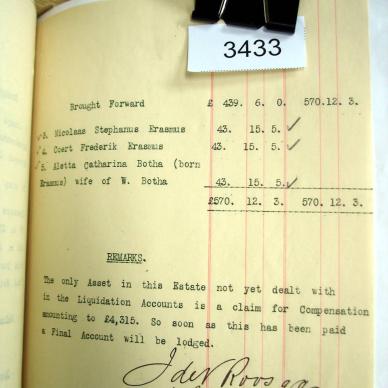 3433
Brought Forward £ 439. 6. 0. 570.12. 3.
3. Nicolaas Stephanus Erasmus 43. 15. 5.
4. Coert Frederik Erasmus 43. 15. 5.
5. Aletta Catharina Botha (born
Erasmus) wife of W. Botha 43. 15. 5.
£570. 12. 3. 570. 12. 3.
REMARKS.
The only Asset in this Estate not yet dealt with
in the Liquidation Accounts is a claim for Compensation
amounting to £4,315. So soon as this has been paid
a Final Account will be lodged.